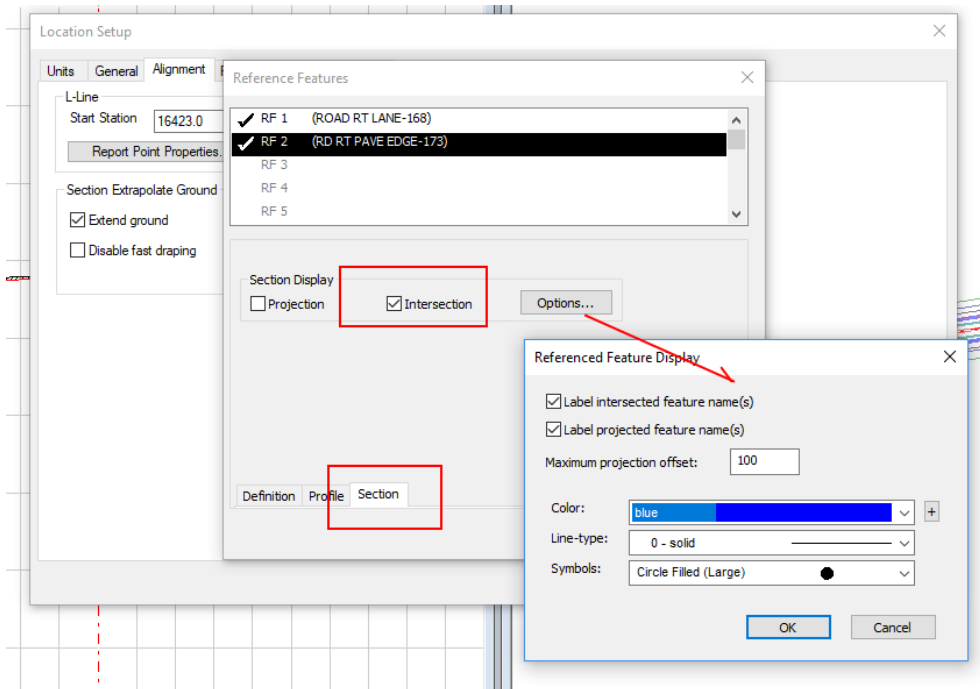 Location Setup
Units General Alignment
L-Line
Start Station 16423.0
Report Point Properties.
Section Extrapolate Ground
Extend ground
Disable fast draping
Reference Features
RF 1 (ROAD RT LANE-168)
RF 2 (RD RT PAVE EDGE-173)
RF 3
RF 4
RF 5
Section Display
Projection Intersection Options...
Definition Profile Section
Referenced Feature Display
Label intersected feature name(s)
Label projected feature name(s)
Maximum projection offset: 100
Color: blue +
Line-type: 0 - solid
Symbols: Circle Filled (Large)
OK Cancel